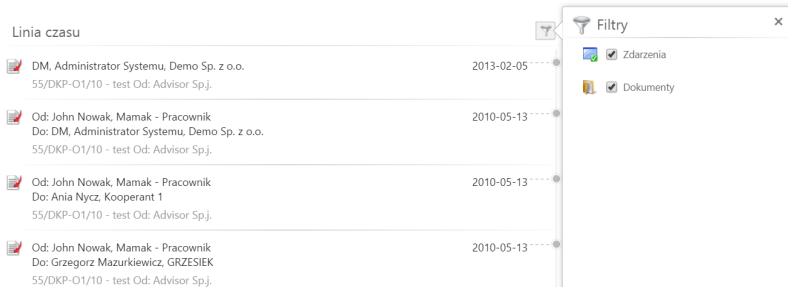 Linia czasu
DM, Administrator Systemu, Demo Sp. z o.o.
2013-02-05
55/DKP-O1/10 - test Od: Advisor Sp.j.
Od: John Nowak, Mamak - Pracownik
2010-05-13
Do: DM, Administrator Systemu, Demo Sp. z o.o.
55/DKP-O1/10 - test Od: Advisor Sp.j.
Od: John Nowak, Mamak - Pracownik
2010-05-13
Do: Ania Nycz, Kooperant 1
55/DKP-O1/10 - test Od: Advisor Sp.j.
Od: John Nowak, Mamak - Pracownik
2010-05-13
Do: Grzegorz Mazurkiewicz, GRZESIEK
55/DKP-O1/10 - test Od: Advisor Sp.j.
Filtry
Zdarzenia
Dokumenty